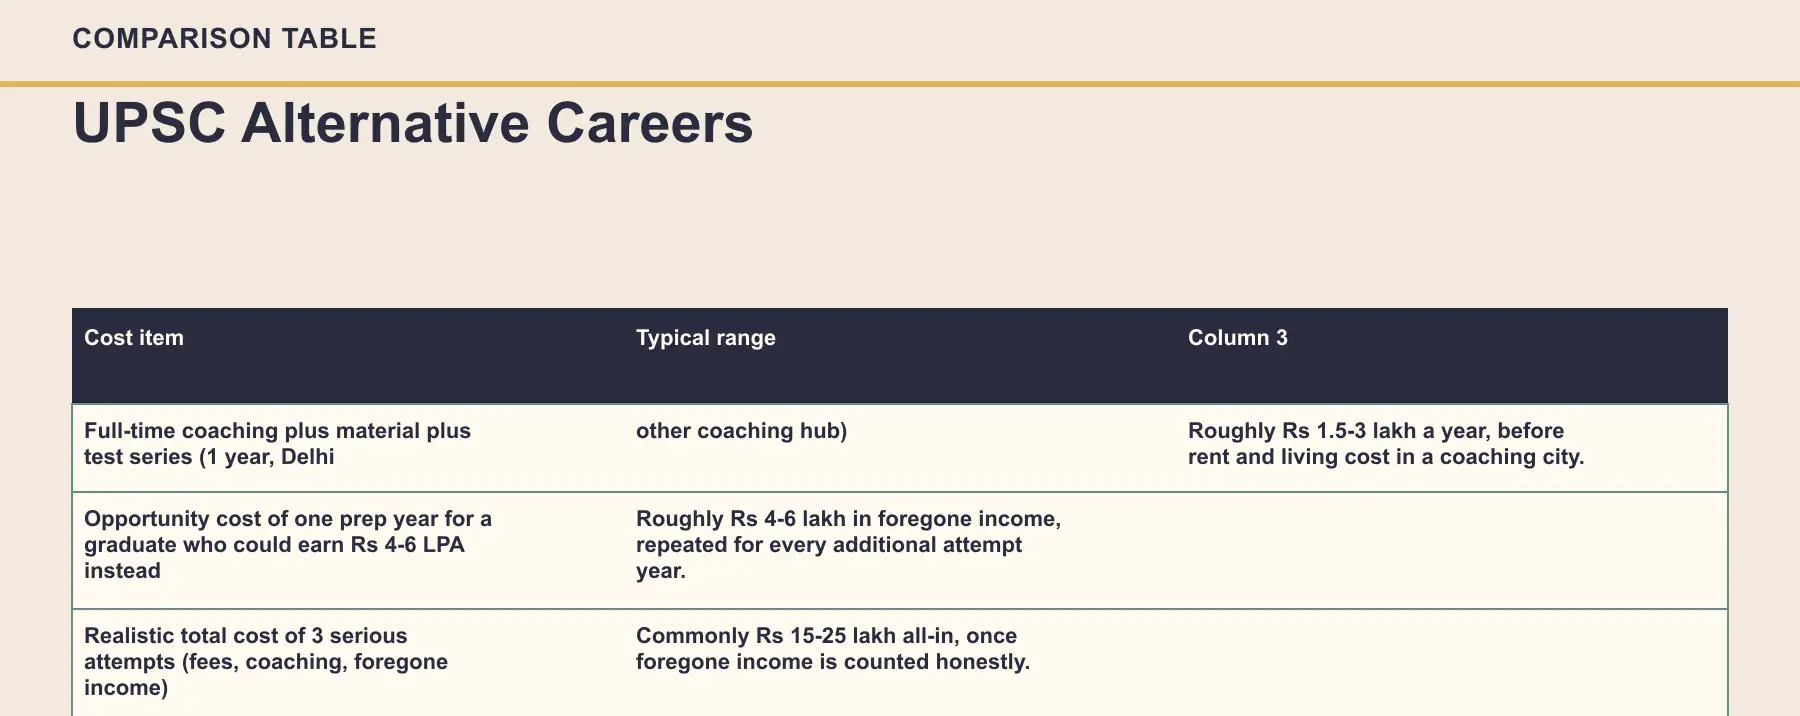 COMPARISON TABLE
UPSC Alternative Careers
Cost item
Typical range
Column 3
Full-time coaching plus material plus
test series (1 year, Delhi
other coaching hub)
Roughly Rs 1.5-3 lakh a year, before
rent and living cost in a coaching city.
Opportunity cost of one prep year for a
graduate who could earn Rs 4-6 LPA
instead
Roughly Rs 4-6 lakh in foregone income,
repeated for every additional attempt
year.
Realistic total cost of 3 serious
attempts (fees, coaching, foregone
income)
Commonly Rs 15-25 lakh all-in, once
foregone income is counted honestly.